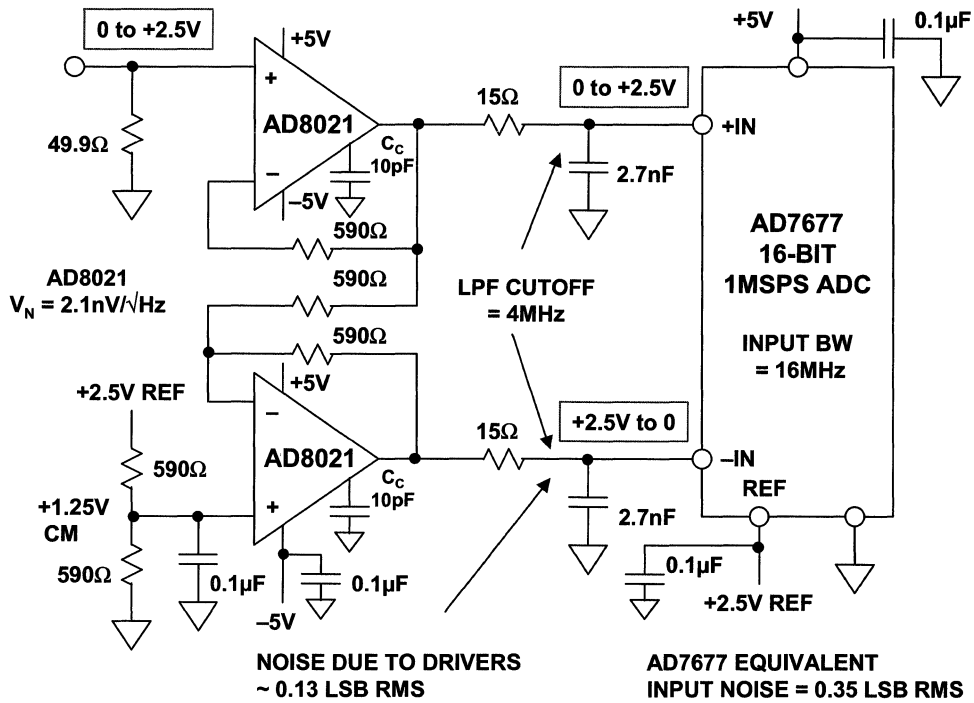 0 to +2.5V
+5V
0.1µF
+5V
+
AD8021
15Ω
0 to +2.5V
+IN
49.9Ω
CC
10pF
–
–5V
2.7nF
590Ω
AD7677
16-BIT
1MSPS ADC
590Ω
AD8021
VN = 2.1nV/√Hz
LPF CUTOFF
= 4MHz
590Ω
INPUT BW
= 16MHz
+5V
+2.5V REF
–
15Ω
+2.5V to 0
–IN
AD8021
590Ω
CC
10pF
REF
+1.25V
CM
+
2.7nF
590Ω
0.1µF
0.1µF
0.1µF
–5V
+2.5V REF
NOISE DUE TO DRIVERS
~ 0.13 LSB RMS
AD7677 EQUIVALENT
INPUT NOISE = 0.35 LSB RMS